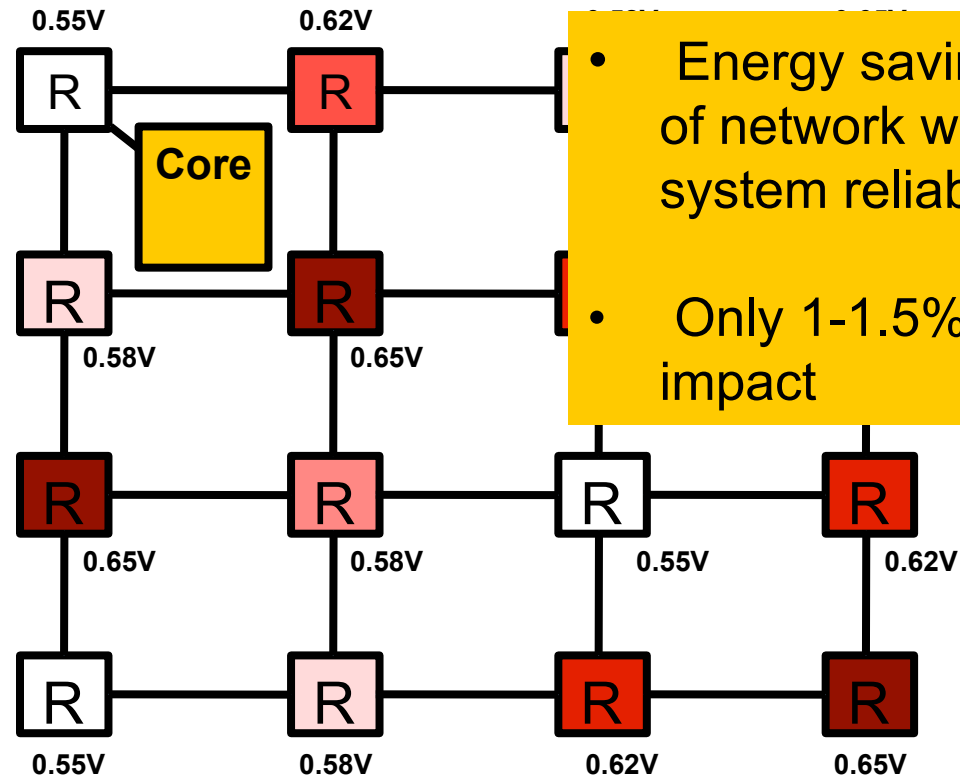 0.55V 0.62V
R R
Core
• Energy savin
of network w
system reliab
R R
• Only 1-1.5%
impact
0.58V 0.65V
R R R R
0.65V 0.58V 0.55V 0.62V
R R R R
0.55V 0.58V 0.62V 0.65V